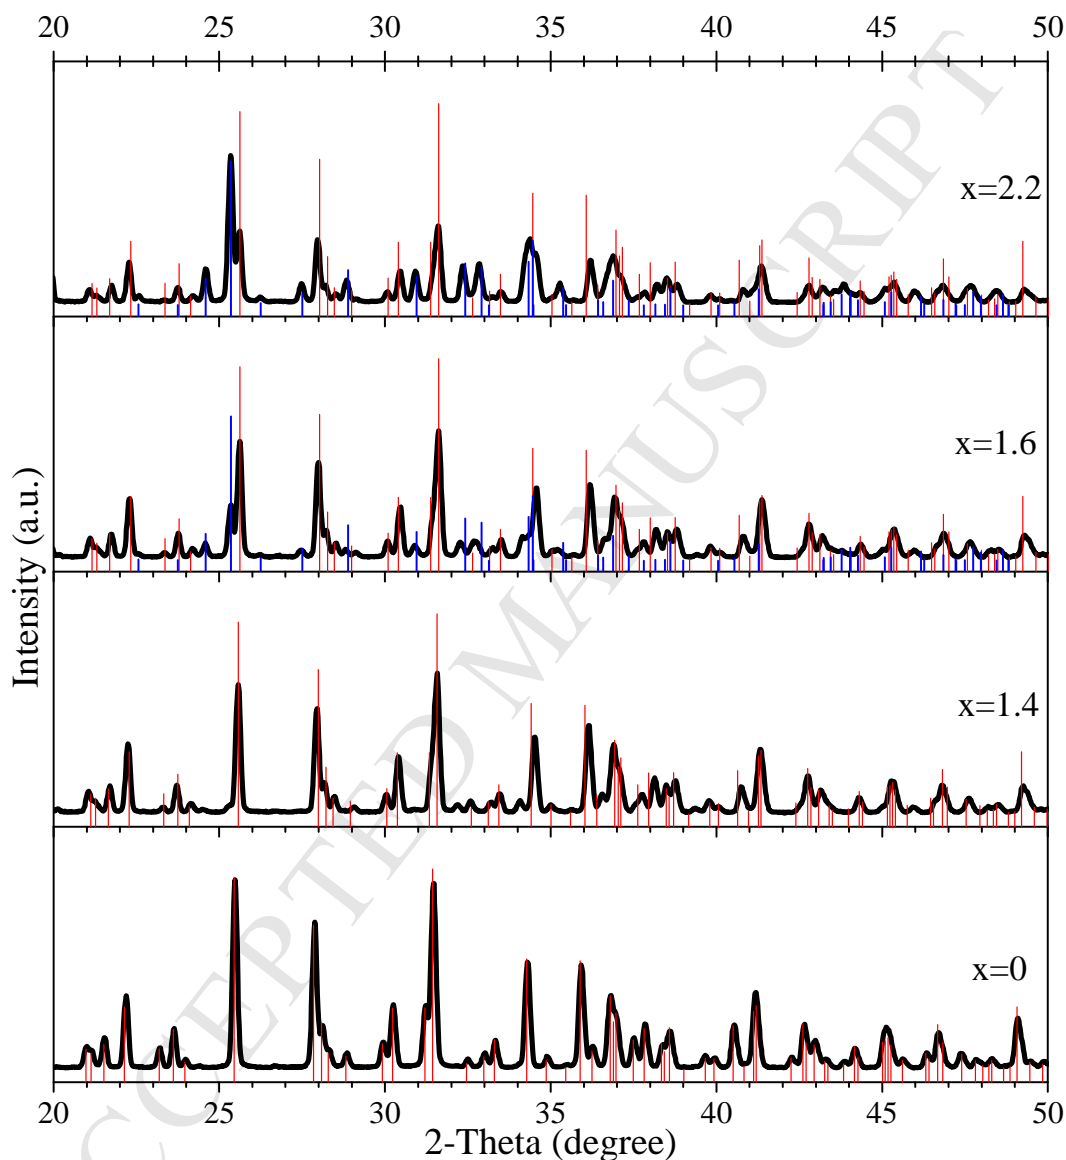 20 25 30 35 40 45 50
x=2.2
x=1.6
x=1.4
x=0
Intensity (a.u.)
20 25 30 35 40 45 50
2-Theta (degree)
CCEPTED MANUSCRIPT